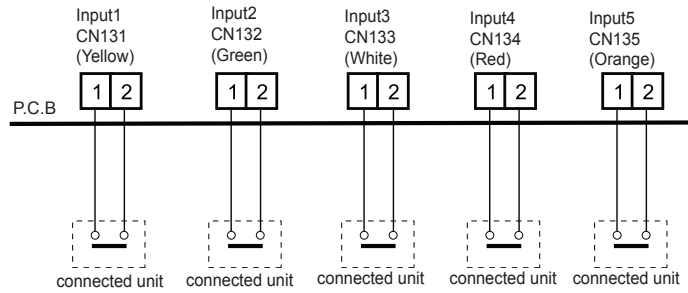 Input1
CN131
(Yellow)
Input2
CN132
(Green)
Input3
CN133
(White)
Input4
CN134
(Red)
Input5
CN135
(Orange)
1 2
1 2
1 2
1 2
1 2
P.C.B
connected unit
connected unit
connected unit
connected unit
connected unit